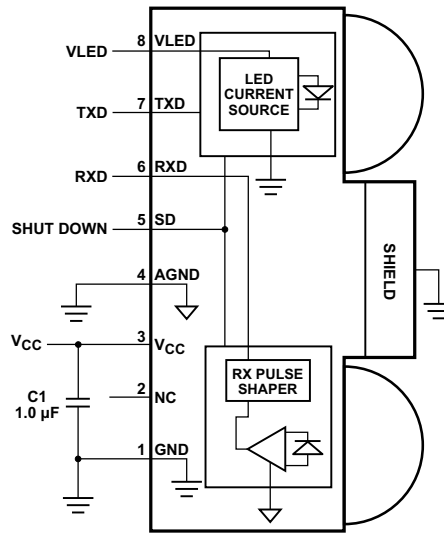 VLED 8 VLED
LED
CURRENT
SOURCE
TXD 7 TXD
RXD 6 RXD
SHUT DOWN 5 SD
SHIELD
4 AGND
VCC 3 VCC
RX PULSE
SHAPER
2 NC
C1
1.0 µF
1 GND